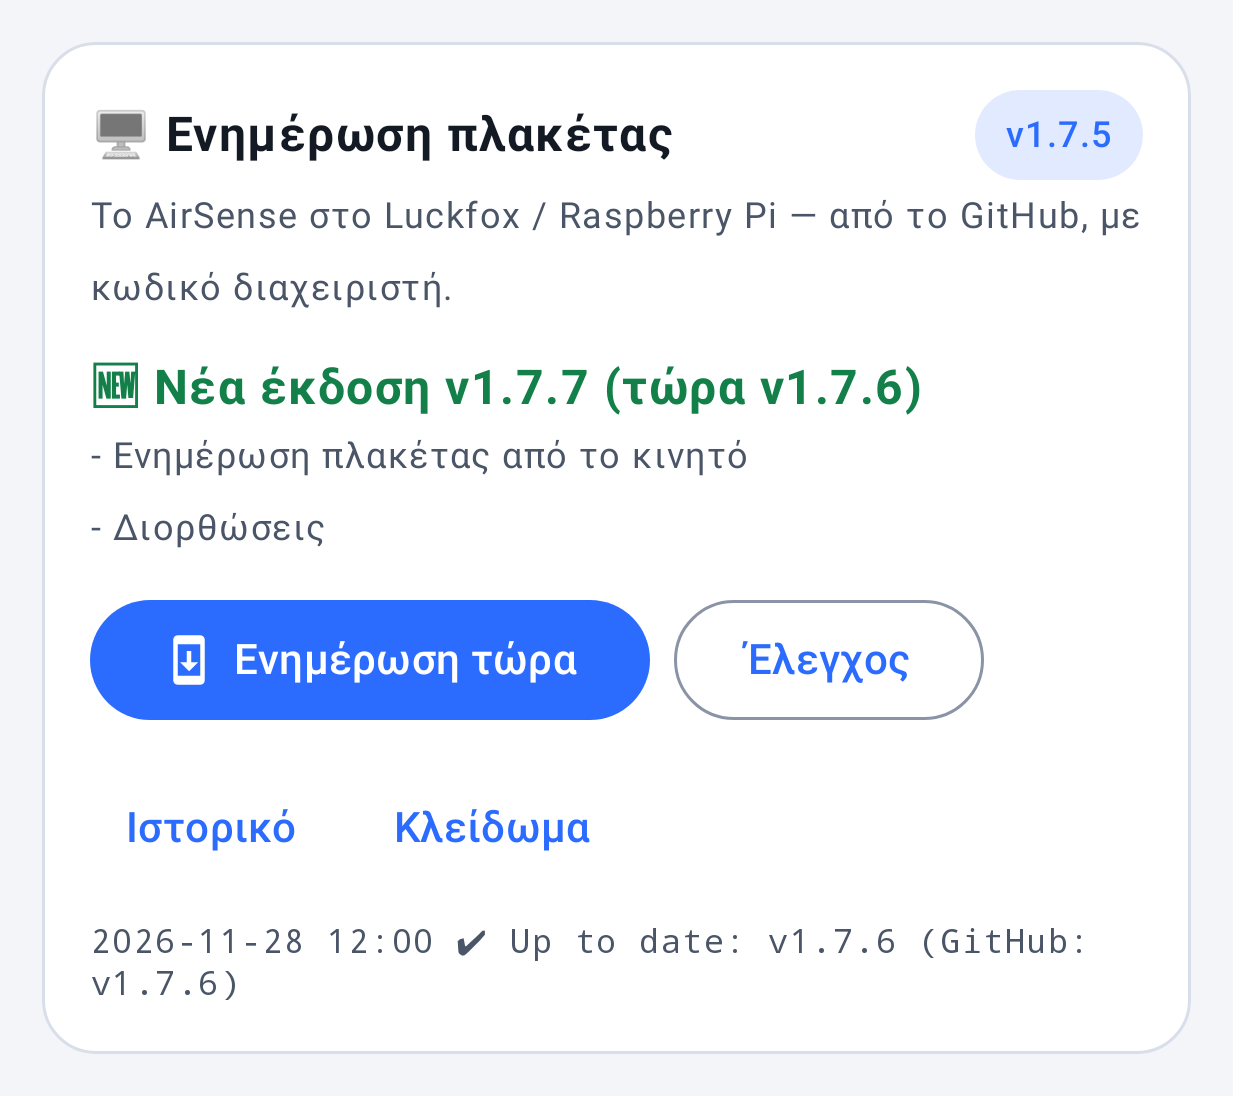 🖥️ Ενημέρωση πλακέτας
v1.7.5
Το AirSense στο Luckfox / Raspberry Pi — από το GitHub, με
κωδικό διαχειριστή.
🆕 Νέα έκδοση v1.7.7 (τώρα v1.7.6)
- Ενημέρωση πλακέτας από το κινητό
- Διορθώσεις
Ενημέρωση τώρα
Έλεγχος
Ιστορικό
Κλείδωμα
2026-11-28 12:00 ✔ Up to date: v1.7.6 (GitHub:
v1.7.6)